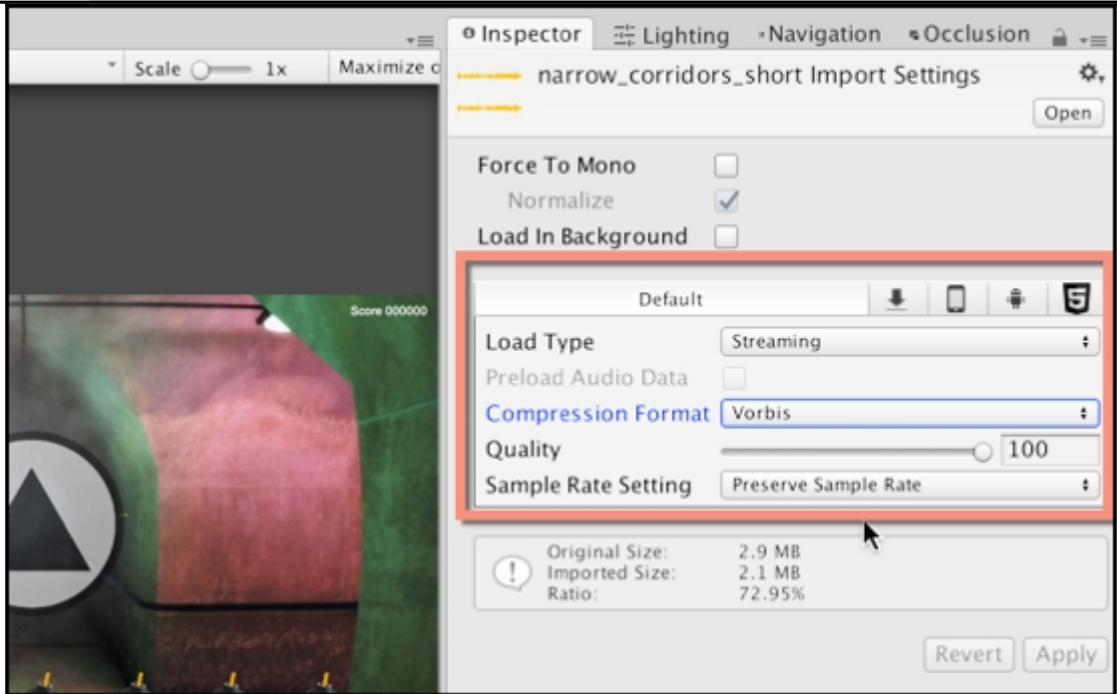 Inspector Lighting Navigation Occlusion
Scale 1x Maximize o
narrow_corridors_short Import Settings
Open
Force To Mono
Normalize
Load In Background
Default
Score 000000
Load Type Streaming
Preload Audio Data
Compression Format Vorbis
Quality 100
Sample Rate Setting Preserve Sample Rate
Original Size: 2.9 MB
Imported Size: 2.1 MB
Ratio: 72.95%
Revert Apply